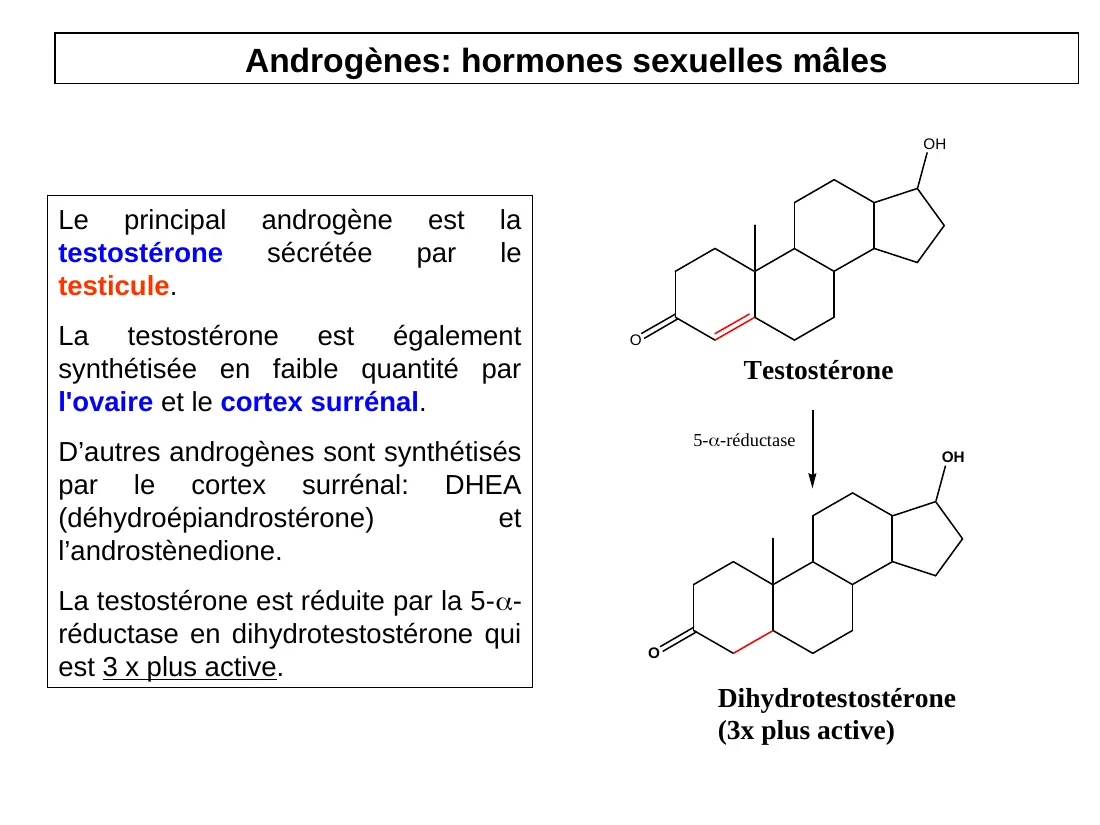 Androgènes: hormones sexuelles mâles
Le principal androgène est la
testostérone sécrétée par le
testicule.
La testostérone est également
synthétisée en faible quantité par
l'ovaire et le cortex surrénal.
D’autres androgènes sont synthétisés
par le cortex surrénal: DHEA
(déhydroépiandrostérone) et
l’androstènedione.
La testostérone est réduite par la 5-α-
réductase en dihydrotestostérone qui
est 3 x plus active.
OH
O
Testostérone
5-α-réductase
OH
O
Dihydrotestostérone
(3x plus active)